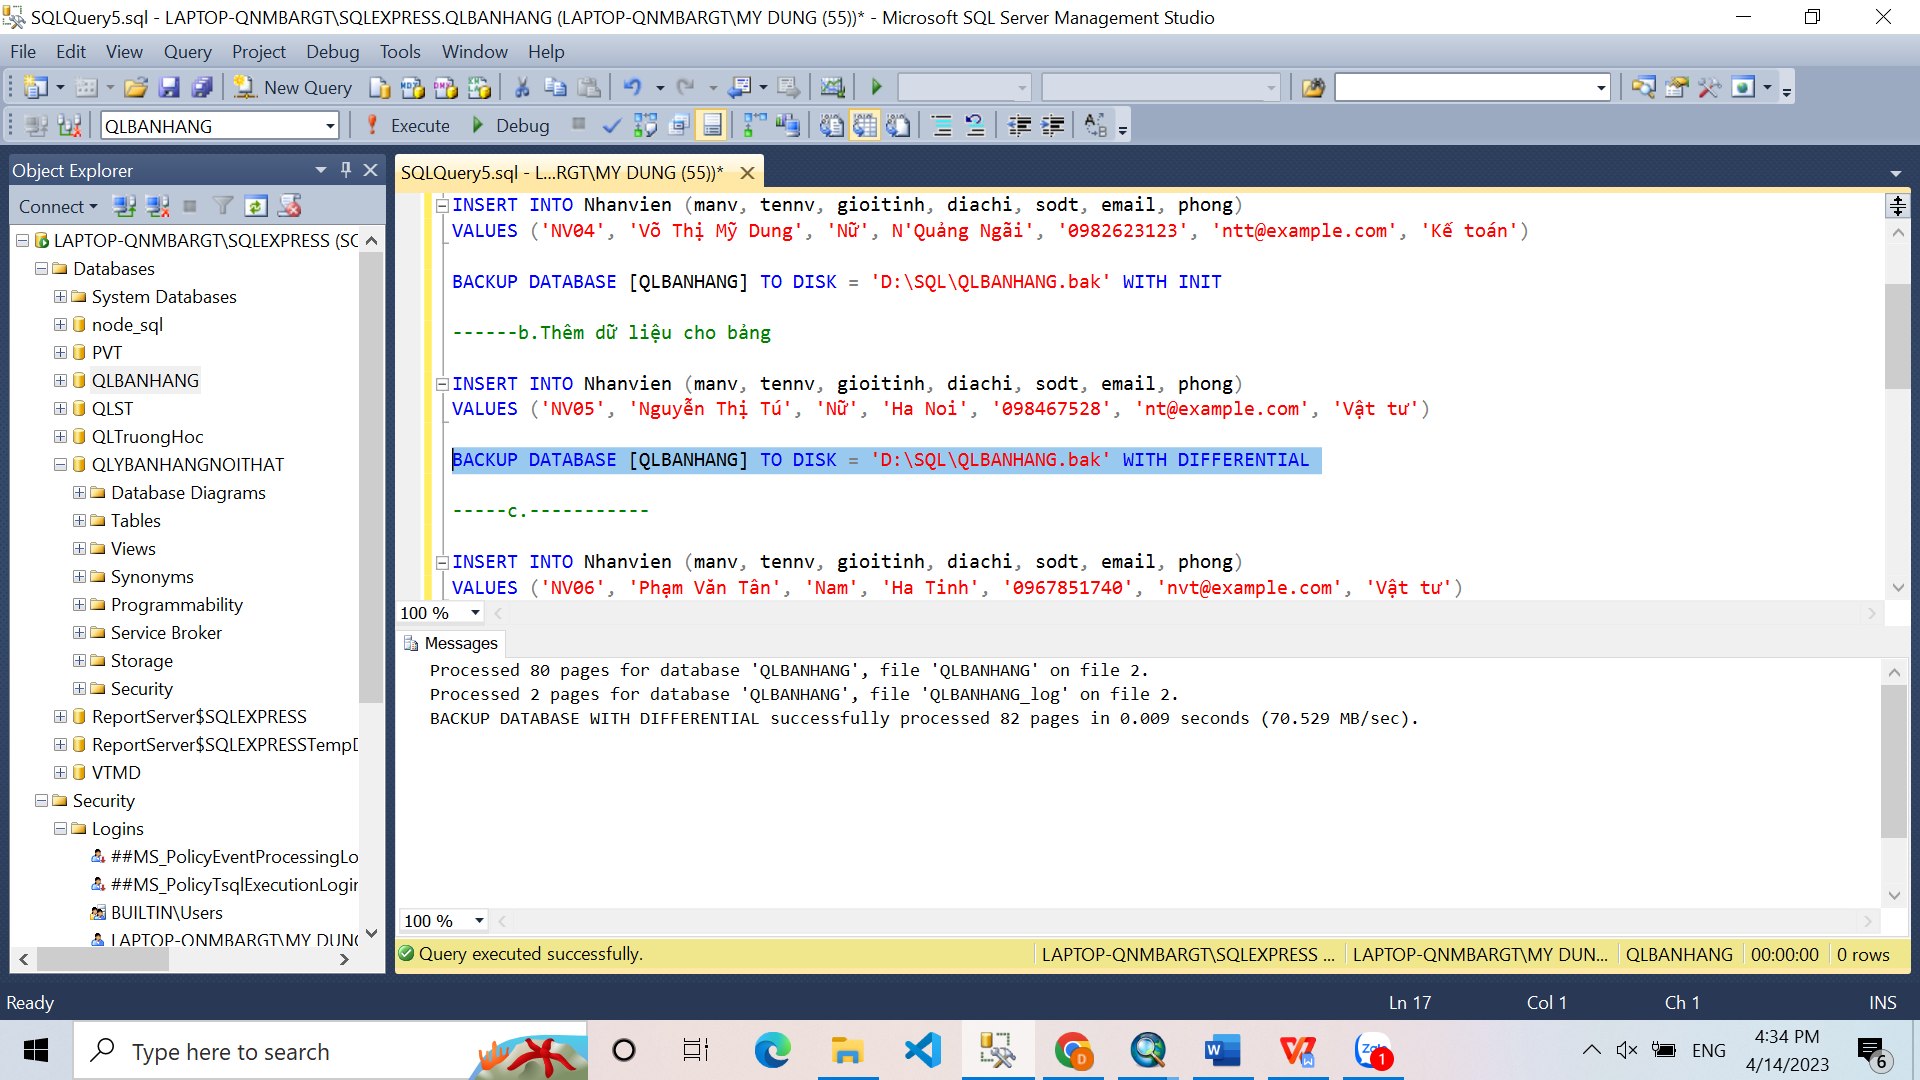 SQLQuery5.sql - LAPTOP-QNMBARGT\SQLEXPRESS.QLBANHANG (LAPTOP-QNMBARGT\MY DUNG (55))* - Microsoft SQL Server Management Studio
File Edit View Query Project Debug Tools Window Help
New Query
QLBANHANG Execute Debug
Object Explorer
Connect
LAPTOP-QNMBARGT\SQLEXPRESS (SQ
Databases
System Databases
node_sql
PVT
QLBANHANG
QLST
QLTruongHoc
QLYBANHANGNOITHAT
Database Diagrams
Tables
Views
Synonyms
Programmability
Service Broker
Storage
Security
ReportServer$SQLEXPRESS
ReportServer$SQLEXPRESSTempD
VTMD
Security
Logins
##MS_PolicyEventProcessingLo
##MS_PolicyTsqlExecutionLogin
BUILTIN\Users
LAPTOP-QNMBARGT\MY DUNG
SQLQuery5.sql - L...RGT\MY DUNG (55))*
INSERT INTO Nhanvien (manv, tennv, gioitinh, diachi, sodt, email, phong)
VALUES ('NV04', 'Võ Thị Mỹ Dung', 'Nữ', N'Quảng Ngãi', '0982623123', 'ntt@example.com', 'Kế toán')
BACKUP DATABASE [QLBANHANG] TO DISK = 'D:\SQL\QLBANHANG.bak' WITH INIT
------b.Thêm dữ liệu cho bảng
INSERT INTO Nhanvien (manv, tennv, gioitinh, diachi, sodt, email, phong)
VALUES ('NV05', 'Nguyễn Thị Tú', 'Nữ', 'Ha Noi', '098467528', 'nt@example.com', 'Vật tư')
BACKUP DATABASE [QLBANHANG] TO DISK = 'D:\SQL\QLBANHANG.bak' WITH DIFFERENTIAL
-----c.-----------
INSERT INTO Nhanvien (manv, tennv, gioitinh, diachi, sodt, email, phong)
VALUES ('NV06', 'Phạm Văn Tân', 'Nam', 'Ha Tinh', '0967851740', 'nvt@example.com', 'Vật tư')
100 %
Messages
Processed 80 pages for database 'QLBANHANG', file 'QLBANHANG' on file 2.
Processed 2 pages for database 'QLBANHANG', file 'QLBANHANG_log' on file 2.
BACKUP DATABASE WITH DIFFERENTIAL successfully processed 82 pages in 0.009 seconds (70.529 MB/sec).
100 %
Query executed successfully. LAPTOP-QNMBARGT\SQLEXPRESS ... LAPTOP-QNMBARGT\MY DUN... QLBANHANG 00:00:00 0 rows
Ready Ln 17 Col 1 Ch 1 INS
Type here to search
Zalo 1
ENG
4:34 PM
4/14/2023
6